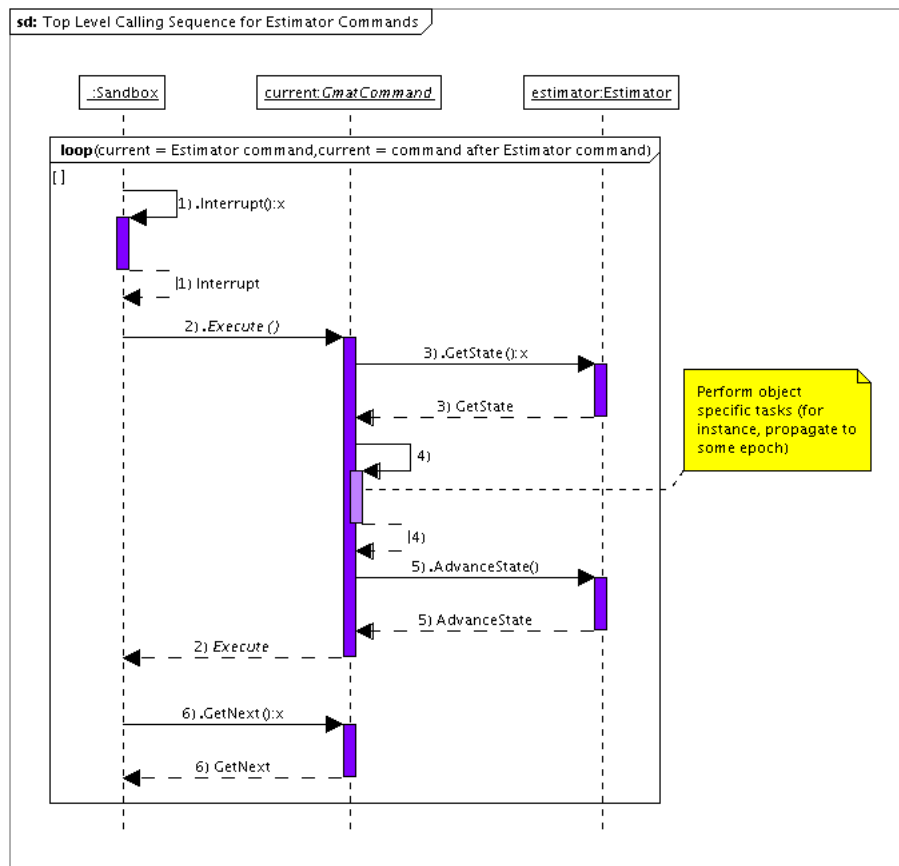 sd: Top Level Calling Sequence for Estimator Commands
:Sandbox
current:GmatCommand
estimator:Estimator
loop(current = Estimator command,current = command after Estimator command)
[ ]
1) .Interrupt():x
1) Interrupt
2) .Execute ()
3) .GetState():x
3) GetState
Perform object
specific tasks (for
instance, propagate to
some epoch)
4)
4)
5) .AdvanceState()
5) AdvanceState
2) Execute
6) .GetNext():x
6) GetNext